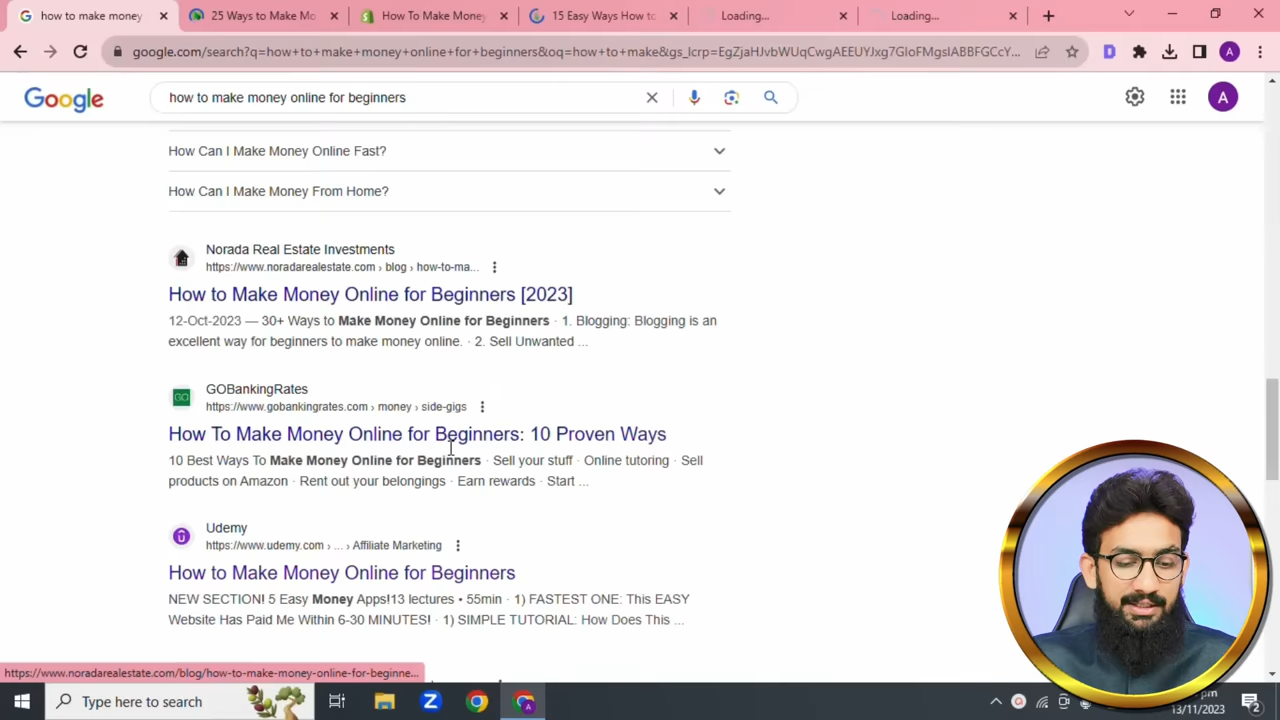 how to make money
25 Ways to Make Mo
How To Make Money
15 Easy Ways How to
Loading...
Loading...
google.com/search?q=how+to+make+money+online+for+beginners&oq=how+to+make&gs_lcrp=EgZjaHJvbWUqCwgAEEUYJxg7GIoFMgsIABBFGCcY...
Google
how to make money online for beginners
A
How Can I Make Money Online Fast?
How Can I Make Money From Home?
Norada Real Estate Investments
https://www.noradarealestate.com › blog › how-to-ma...
How to Make Money Online for Beginners [2023]
12-Oct-2023 — 30+ Ways to Make Money Online for Beginners · 1. Blogging: Blogging is an
excellent way for beginners to make money online. · 2. Sell Unwanted ...
GO
GOBankingRates
https://www.gobankingrates.com › money › side-gigs
How To Make Money Online for Beginners: 10 Proven Ways
10 Best Ways To Make Money Online for Beginners · Sell your stuff · Online tutoring · Sell
products on Amazon · Rent out your belongings · Earn rewards · Start ...
Udemy
https://www.udemy.com › ... › Affiliate Marketing
How to Make Money Online for Beginners
NEW SECTION! 5 Easy Money Apps!13 lectures • 55min · 1) FASTEST ONE: This EASY
Website Has Paid Me Within 6-30 MINUTES! · 1) SIMPLE TUTORIAL: How Does This ...
https://www.noradarealestate.com/blog/how-to-make-money-online-for-beginne...
Type here to search
pm
13/11/2023
2